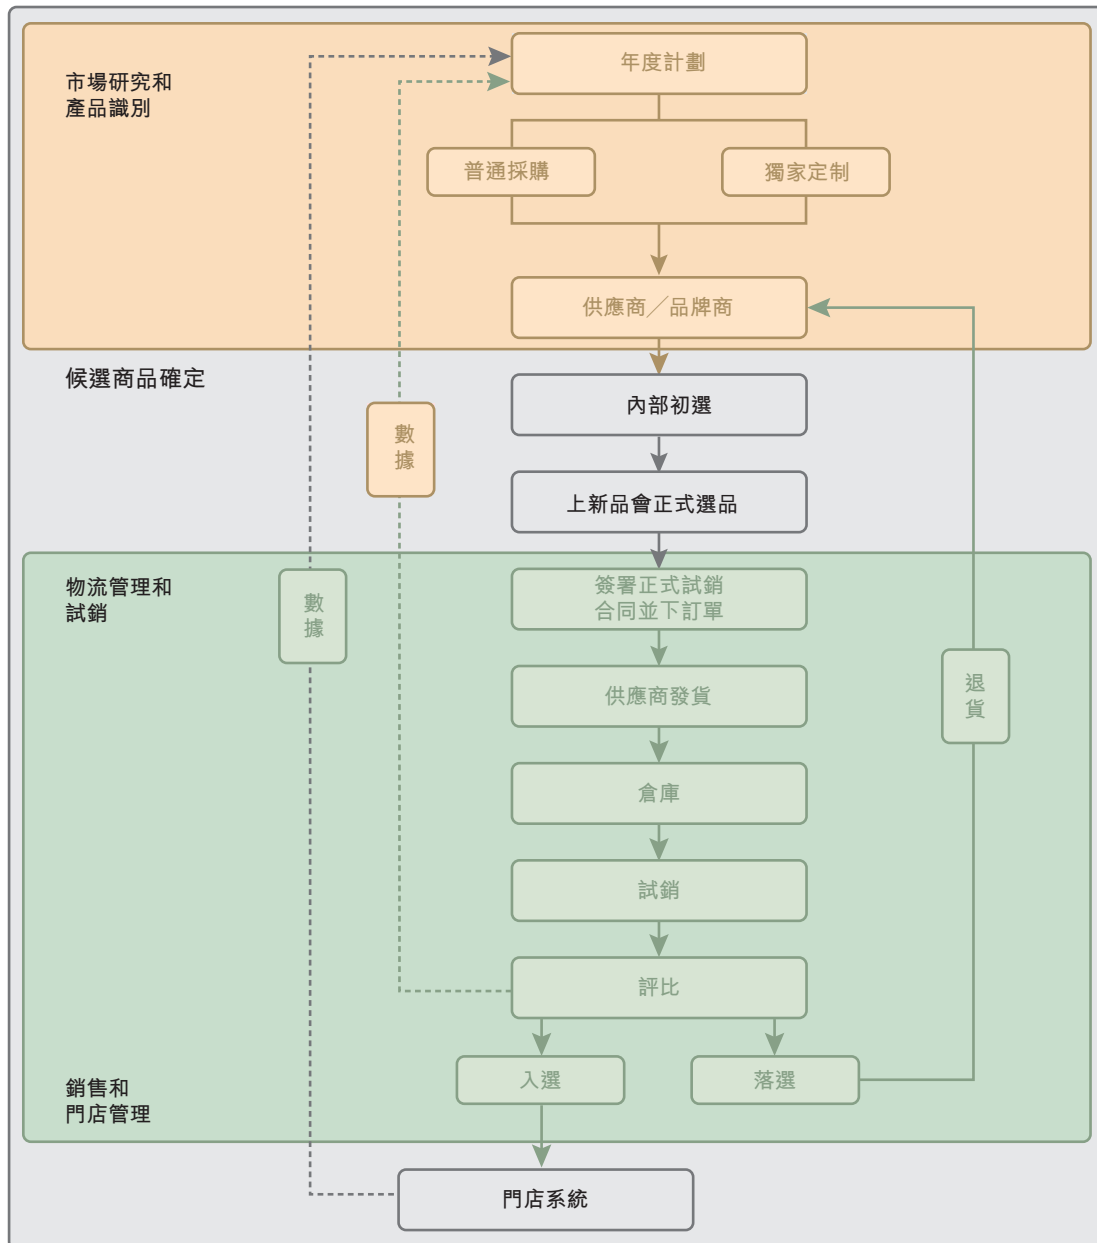 年度計劃
市場研究和
產品識別
普通採購
獨家定制
供應商／品牌商
候選商品確定
內部初選
數
據
上新品會正式選品
物流管理和
試銷
簽署正式試銷
合同並下訂單
數
據
供應商發貨
退
貨
倉庫
試銷
評比
入選
落選
銷售和
門店管理
門店系統